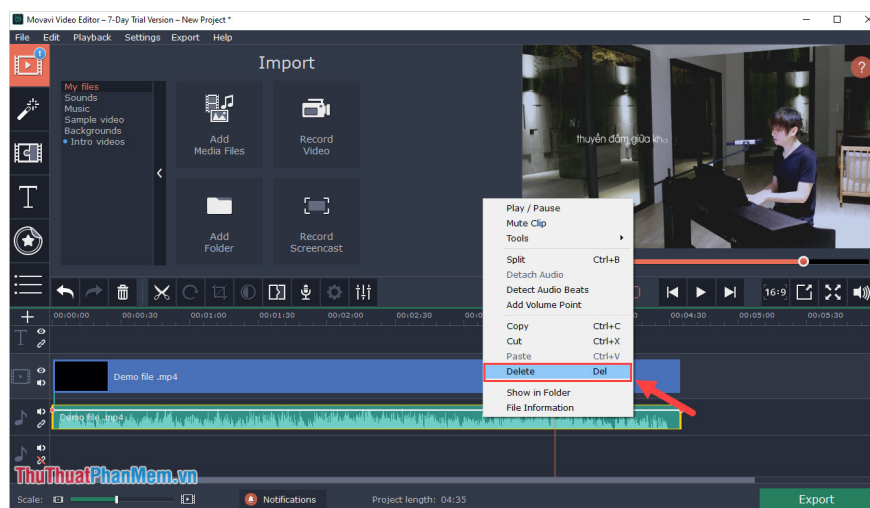 Movavi Video Editor – 7-Day Trial Version – New Project *
File Edit Playback Settings Export Help
Import
My files
Sounds
Music
Sample video
Backgrounds
Intro videos
Add
Media Files
Record
Video
Add
Folder
Record
Screencast
thuyền đắm giữa
?
Play / Pause
Mute Clip
Tools
Split Ctrl+B
Detach Audio
Detect Audio Beats
Add Volume Point
Copy Ctrl+C
Cut Ctrl+X
Paste Ctrl+V
Delete Del
Show in Folder
File Information
16:9
00:00:00 00:00:30 00:01:00 00:01:30 00:02:00 00:02:30 00:04:30 00:05:00 00:05:30
Demo file .mp4
Demo file .mp4
ThuThuatPhanMem.vn
Scale:
Notifications
Project length: 04:35
Export